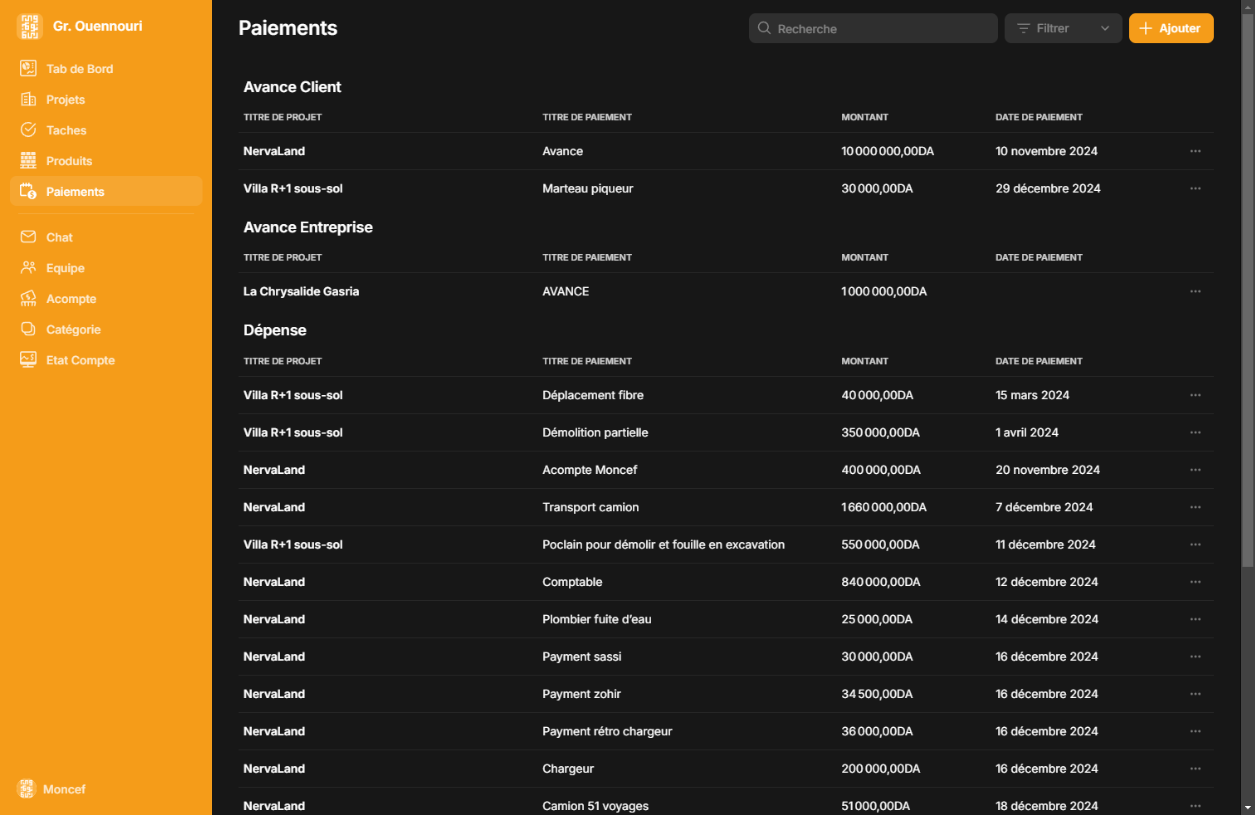 Gr. Ouennouri
Tab de Bord
Projets
Taches
Produits
Paiements
Chat
Equipe
Acompte
Catégorie
Etat Compte
Moncef
Paiements
Recherche
Filtrer
Ajouter
Avance Client
TITRE DE PROJET TITRE DE PAIEMENT MONTANT DATE DE PAIEMENT
NervaLand Avance 10 000 000,00DA 10 novembre 2024
Villa R+1 sous-sol Marteau piqueur 30 000,00DA 29 décembre 2024
Avance Entreprise
TITRE DE PROJET TITRE DE PAIEMENT MONTANT DATE DE PAIEMENT
La Chrysalide Gasria AVANCE 1 000 000,00DA
Dépense
TITRE DE PROJET TITRE DE PAIEMENT MONTANT DATE DE PAIEMENT
Villa R+1 sous-sol Déplacement fibre 40 000,00DA 15 mars 2024
Villa R+1 sous-sol Démolition partielle 350 000,00DA 1 avril 2024
NervaLand Acompte Moncef 400 000,00DA 20 novembre 2024
NervaLand Transport camion 1 660 000,00DA 7 décembre 2024
Villa R+1 sous-sol Poclain pour démolir et fouille en excavation 550 000,00DA 11 décembre 2024
NervaLand Comptable 840 000,00DA 12 décembre 2024
NervaLand Plombier fuite d’eau 25 000,00DA 14 décembre 2024
NervaLand Payment sassi 30 000,00DA 16 décembre 2024
NervaLand Payment zohir 34 500,00DA 16 décembre 2024
NervaLand Payment rétro chargeur 36 000,00DA 16 décembre 2024
NervaLand Chargeur 200 000,00DA 16 décembre 2024
NervaLand Camion 51 voyages 51 000,00DA 18 décembre 2024